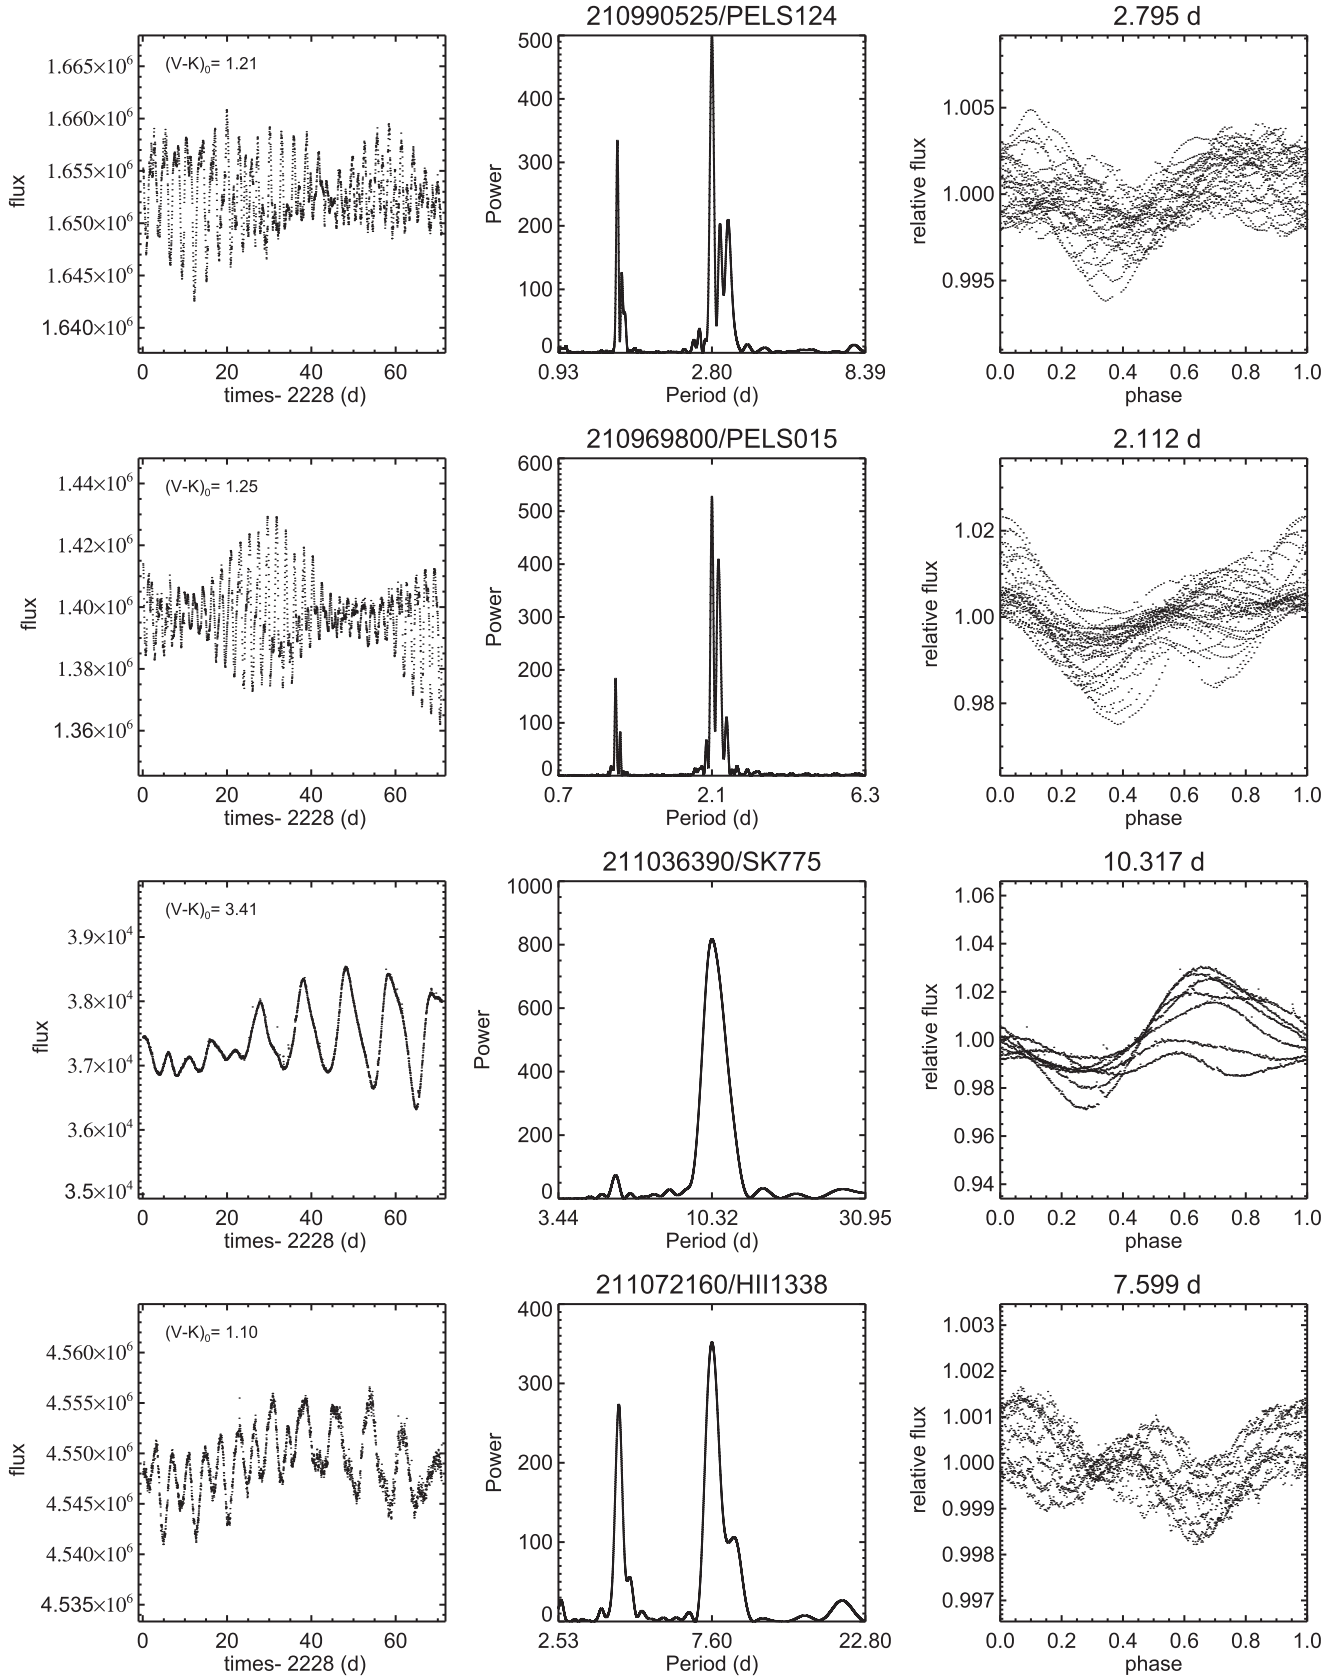 210990525/PELS124
2.795 d
(V-K)₀= 1.21
1.665×10⁶
1.660×10⁶
1.655×10⁶
1.650×10⁶
1.645×10⁶
1.640×10⁶
flux
0 20 40 60
times- 2228 (d)
500
400
300
200
100
0
Power
0.93 2.80 8.39
Period (d)
1.005
1.000
0.995
relative flux
0.0 0.2 0.4 0.6 0.8 1.0
phase
210969800/PELS015
2.112 d
(V-K)₀= 1.25
1.44×10⁶
1.42×10⁶
1.40×10⁶
1.38×10⁶
1.36×10⁶
flux
0 20 40 60
times- 2228 (d)
600
500
400
300
200
100
0
Power
0.7 2.1 6.3
Period (d)
1.02
1.00
0.98
relative flux
0.0 0.2 0.4 0.6 0.8 1.0
phase
211036390/SK775
10.317 d
(V-K)₀= 3.41
3.9×10⁴
3.8×10⁴
3.7×10⁴
3.6×10⁴
3.5×10⁴
flux
0 20 40 60
times- 2228 (d)
1000
800
600
400
200
0
Power
3.44 10.32 30.95
Period (d)
1.06
1.04
1.02
1.00
0.98
0.96
0.94
relative flux
0.0 0.2 0.4 0.6 0.8 1.0
phase
211072160/HII1338
7.599 d
(V-K)₀= 1.10
4.560×10⁶
4.555×10⁶
4.550×10⁶
4.545×10⁶
4.540×10⁶
4.535×10⁶
flux
0 20 40 60
times- 2228 (d)
400
300
200
100
0
Power
2.53 7.60 22.80
Period (d)
1.003
1.002
1.001
1.000
0.999
0.998
0.997
relative flux
0.0 0.2 0.4 0.6 0.8 1.0
phase